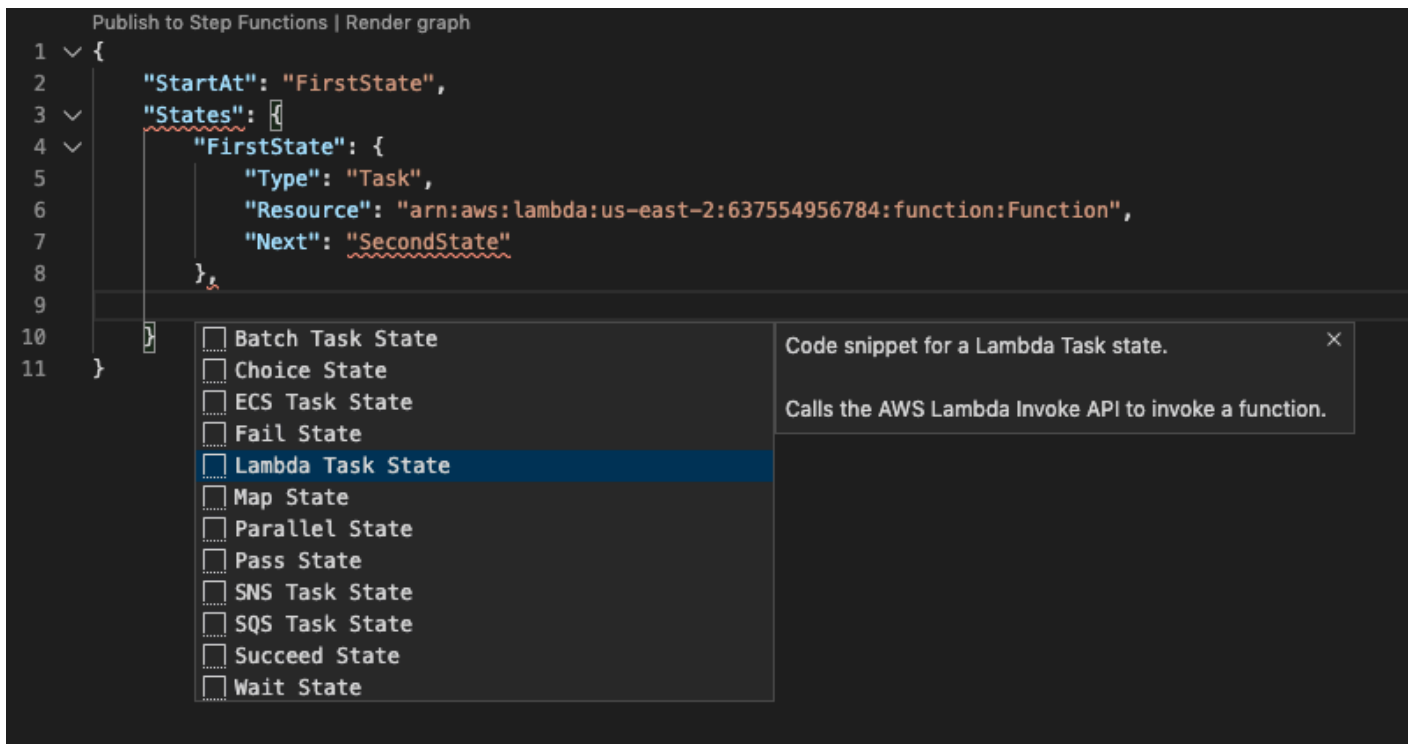 Publish to Step Functions | Render graph
1 {
2 "StartAt": "FirstState",
3 "States": {
4 "FirstState": {
5 "Type": "Task",
6 "Resource": "arn:aws:lambda:us-east-2:637554956784:function:Function",
7 "Next": "SecondState"
8 },
9
10 }
11 }
Batch Task State
Choice State
ECS Task State
Fail State
Lambda Task State
Map State
Parallel State
Pass State
SNS Task State
SQS Task State
Succeed State
Wait State
Code snippet for a Lambda Task state.
Calls the AWS Lambda Invoke API to invoke a function.